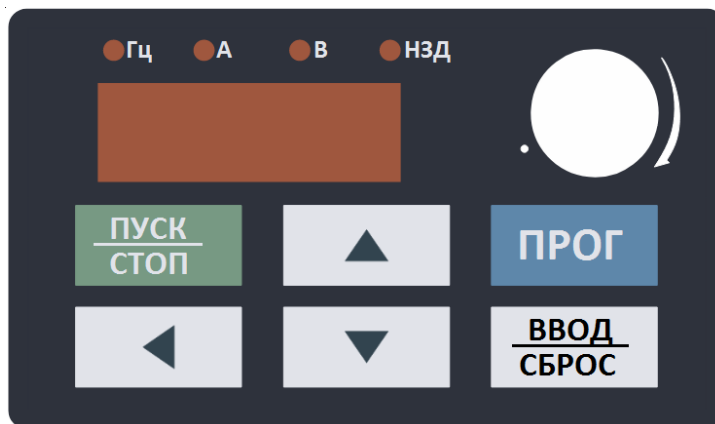 Гц А В НЗД
ПУСК
СТОП
ПРОГ
ВВОД
СБРОС